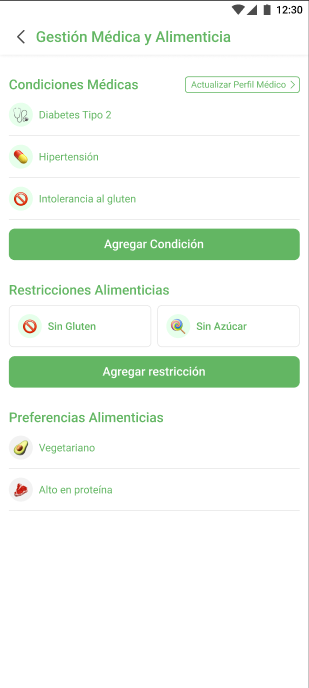 12:30
Gestión Médica y Alimenticia
Condiciones Médicas
Actualizar Perfil Médico
Diabetes Tipo 2
Hipertensión
Intolerancia al gluten
Agregar Condición
Restricciones Alimenticias
Sin Gluten
Sin Azúcar
Agregar restricción
Preferencias Alimenticias
Vegetariano
Alto en proteína